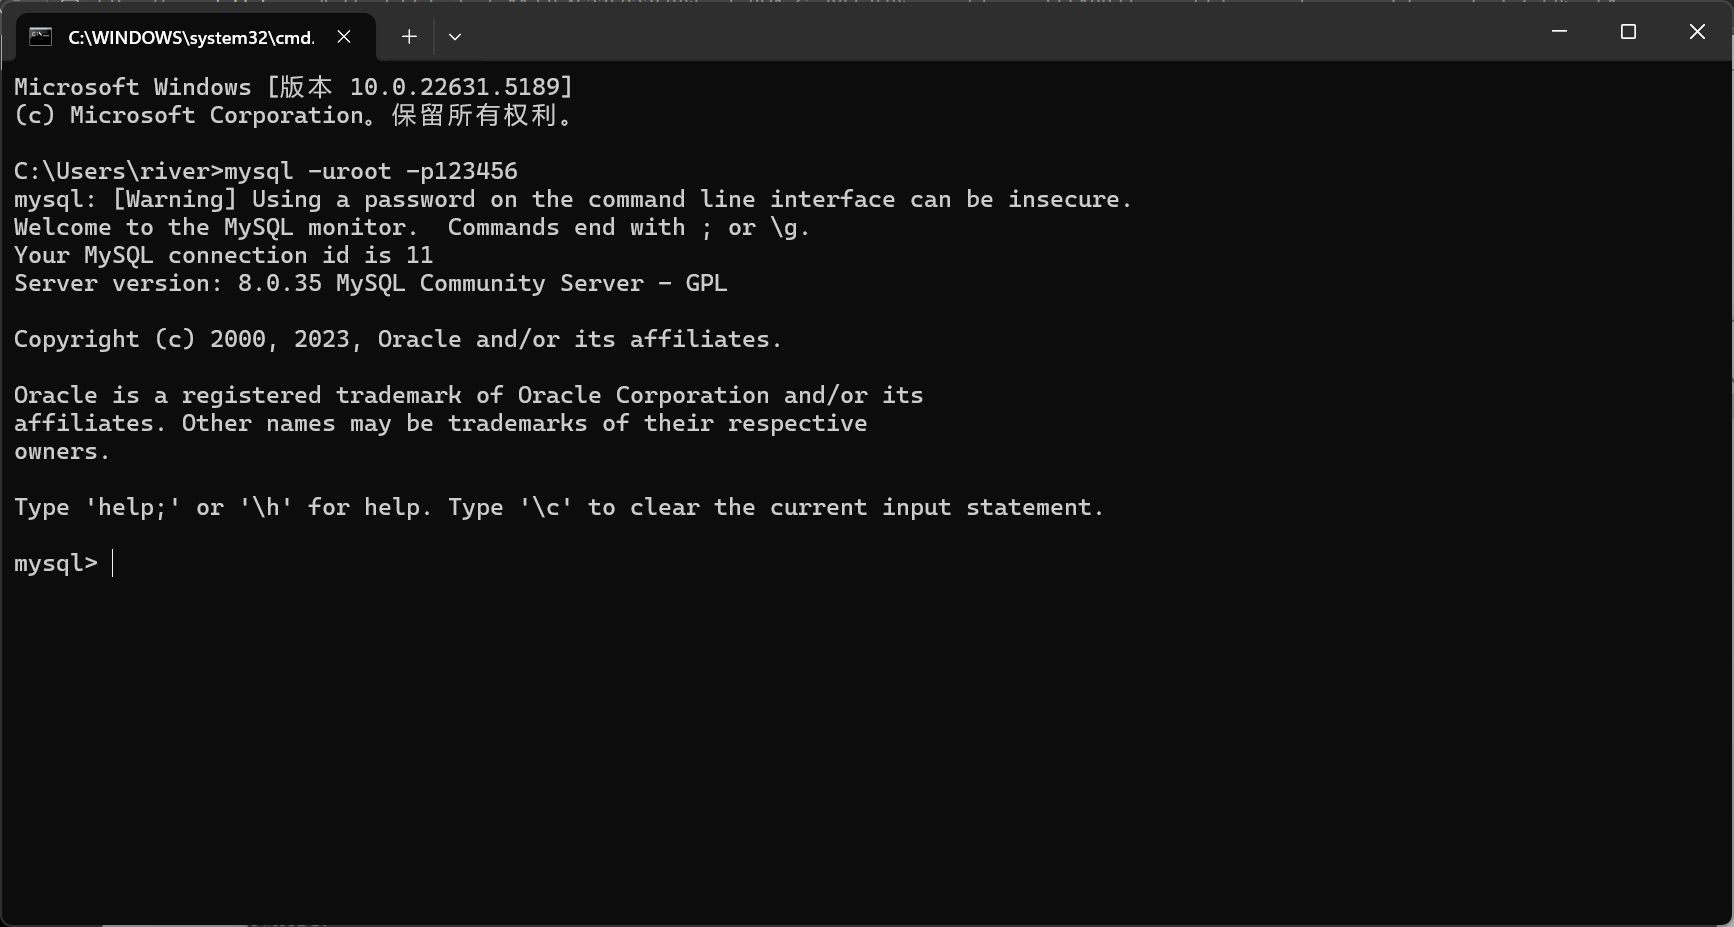 C:\WINDOWS\system32\cmd.
Microsoft Windows [版本 10.0.22631.5189]
(c) Microsoft Corporation。保留所有权利。
C:\Users\river>mysql -uroot -p123456
mysql: [Warning] Using a password on the command line interface can be insecure.
Welcome to the MySQL monitor.  Commands end with ; or \g.
Your MySQL connection id is 11
Server version: 8.0.35 MySQL Community Server - GPL
Copyright (c) 2000, 2023, Oracle and/or its affiliates.
Oracle is a registered trademark of Oracle Corporation and/or its
affiliates. Other names may be trademarks of their respective
owners.
Type 'help;' or '\h' for help. Type '\c' to clear the current input statement.
mysql>